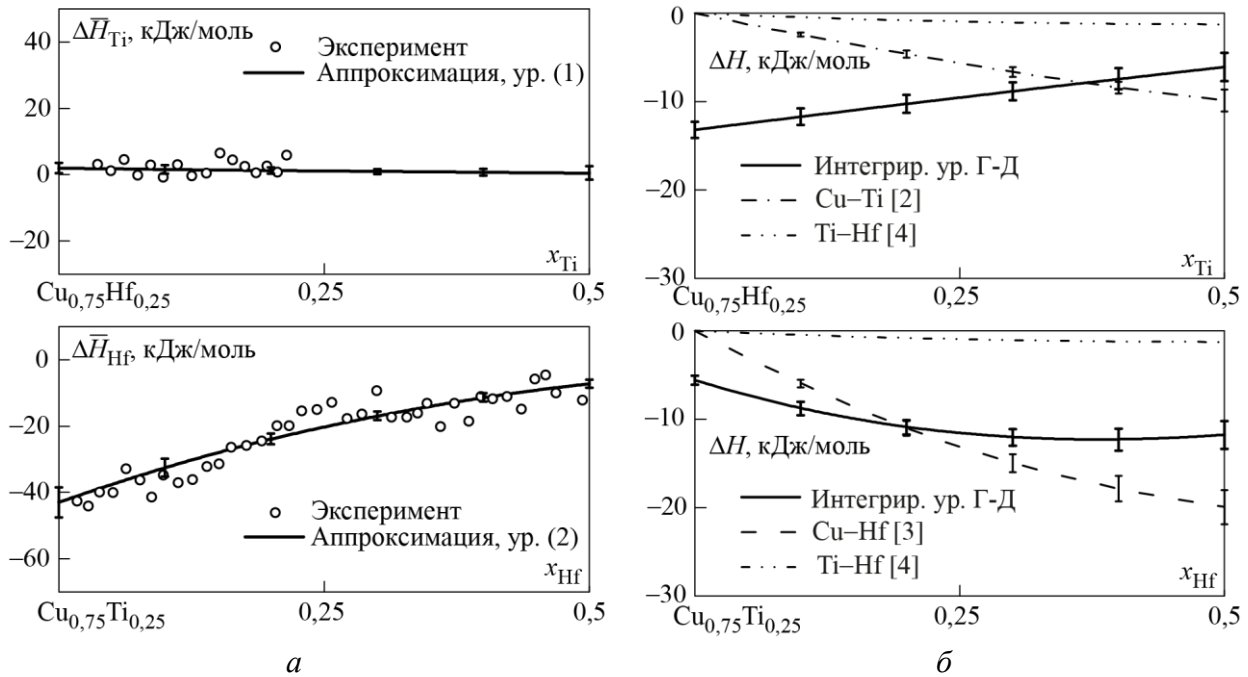 ΔH̅Ti, кДж/моль
40
20
0
–20
Эксперимент
Аппроксимация, ур. (1)
xTi
Cu0,75Hf0,25
0,25
0,5
0
–10
–20
–30
ΔH, кДж/моль
Интегрир. ур. Г-Д
Cu–Ti [2]
Ti–Hf [4]
xTi
Cu0,75Hf0,25
0,25
0,5
ΔH̅Hf, кДж/моль
0
–20
–40
–60
Эксперимент
Аппроксимация, ур. (2)
xHf
Cu0,75Ti0,25
0,25
0,5
0
–10
–20
–30
ΔH, кДж/моль
Интегрир. ур. Г-Д
Cu–Hf [3]
Ti–Hf [4]
xHf
Cu0,75Ti0,25
0,25
0,5
а
б